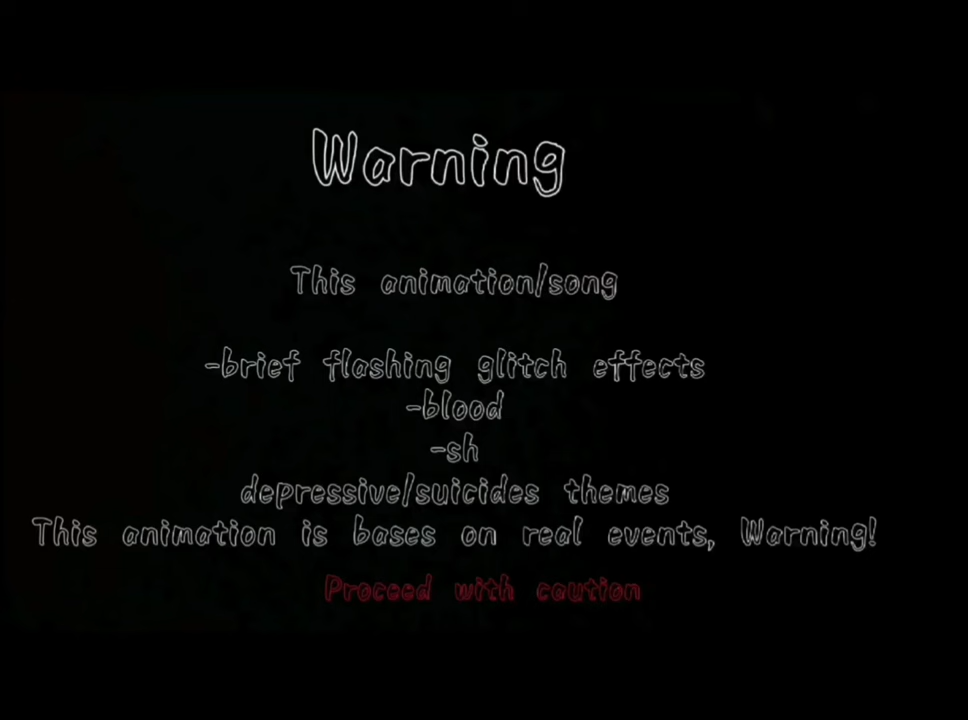 Warning
This animation/song
-brief flashing glitch effects
-blood
-sh
depressive/suicides themes
This animation is bases on real events, Warning!
Proceed with caution